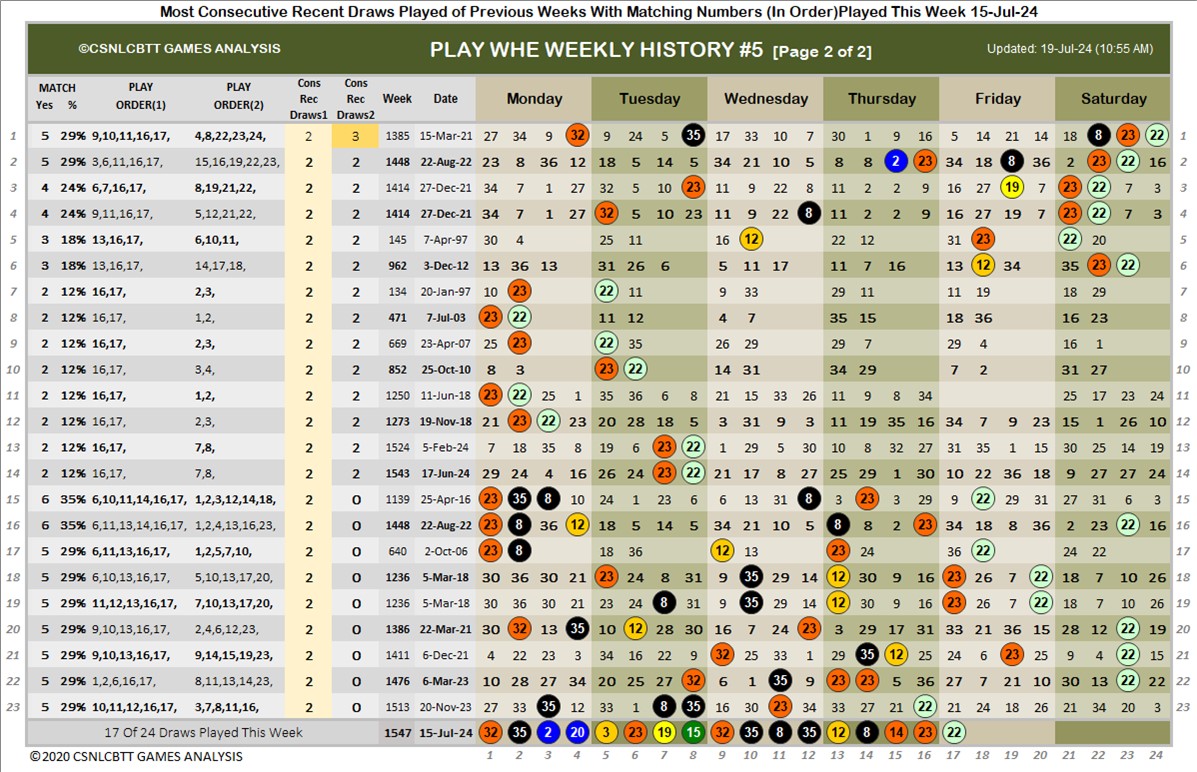 Most Consecutive Recent Draws Played of Previous Weeks With Matching Numbers (In Order)Played This Week 15-Jul-24
©CSNLCBTT GAMES ANALYSIS PLAY WHE WEEKLY HISTORY #5 [Page 2 of 2] Updated: 19-Jul-24 (10:55 AM)
MATCH Yes % PLAY ORDER(1) PLAY ORDER(2) Cons Rec Draws1 Cons Rec Draws2 Week Date Monday Tuesday Wednesday Thursday Friday Saturday
1 5 29% 9,10,11,16,17, 4,8,22,23,24, 2 3 1385 15-Mar-21 27 34 9 32 9 24 5 35 17 33 10 7 30 1 9 16 5 14 21 14 18 8 23 22 1
2 5 29% 3,6,11,16,17, 15,16,19,22,23, 2 2 1448 22-Aug-22 23 8 36 12 18 5 14 5 34 21 10 5 8 8 2 23 34 18 8 36 2 23 22 16 2
3 4 24% 6,7,16,17, 8,19,21,22, 2 2 1414 27-Dec-21 34 7 1 27 32 5 10 23 11 9 22 8 11 2 2 9 16 27 19 7 23 22 7 3 3
4 4 24% 9,11,16,17, 5,12,21,22, 2 2 1414 27-Dec-21 34 7 1 27 32 5 10 23 11 9 22 8 11 2 2 9 16 27 19 7 23 22 7 3 4
5 3 18% 13,16,17, 6,10,11, 2 2 145 7-Apr-97 30 4 25 11 16 12 22 12 31 23 22 20 5
6 3 18% 13,16,17, 14,17,18, 2 2 962 3-Dec-12 13 36 13 31 26 6 5 11 17 11 7 16 13 12 34 35 23 22 6
7 2 12% 16,17, 2,3, 2 2 134 20-Jan-97 10 23 22 11 9 33 29 11 11 19 18 29 7
8 2 12% 16,17, 1,2, 2 2 471 7-Jul-03 23 22 11 12 4 7 35 15 18 36 16 23 8
9 2 12% 16,17, 2,3, 2 2 669 23-Apr-07 25 23 22 35 26 29 29 7 29 4 16 1 9
10 2 12% 16,17, 3,4, 2 2 852 25-Oct-10 8 3 23 22 14 31 34 29 7 2 31 27 10
11 2 12% 16,17, 1,2, 2 2 1250 11-Jun-18 23 22 25 1 35 36 6 8 21 15 33 26 11 9 8 34 25 17 23 24 11
12 2 12% 16,17, 2,3, 2 2 1273 19-Nov-18 21 23 22 23 20 28 18 5 3 31 9 3 11 19 35 16 34 7 9 23 15 1 26 10 12
13 2 12% 16,17, 7,8, 2 2 1524 5-Feb-24 7 18 35 8 19 6 23 22 1 29 5 30 10 8 32 27 31 35 1 15 30 25 14 19 13
14 2 12% 16,17, 7,8, 2 2 1543 17-Jun-24 29 24 4 16 26 24 23 22 21 17 8 27 25 29 1 30 10 22 36 18 9 27 27 24 14
15 6 35% 6,10,11,14,16,17, 1,2,3,12,14,18, 2 0 1139 25-Apr-16 23 35 8 10 24 1 23 6 6 13 31 8 3 23 3 29 22 29 31 27 31 6 3 15
16 6 35% 6,11,13,14,16,17, 1,2,4,13,16,23, 2 0 1448 22-Aug-22 23 8 36 12 18 5 14 5 34 21 10 5 8 8 2 23 34 18 8 36 2 23 22 16 16
17 5 29% 6,11,13,16,17, 1,2,5,7,10, 2 0 640 2-Oct-06 23 8 18 36 12 13 23 24 36 22 24 22 17
18 5 29% 6,10,13,16,17, 5,10,13,17,20, 2 0 1236 5-Mar-18 30 36 30 21 23 24 8 31 9 35 29 14 12 30 9 16 23 26 7 22 18 7 10 26 18
19 5 29% 11,12,13,16,17, 7,10,13,17,20, 2 0 1236 5-Mar-18 30 36 30 21 23 24 8 31 9 35 29 14 12 30 9 16 23 26 7 22 18 7 10 26 19
20 5 29% 9,10,13,16,17, 2,4,6,12,23, 2 0 1386 22-Mar-21 30 32 13 35 10 12 28 30 16 7 24 23 3 29 17 31 33 21 36 15 28 12 22 19 20
21 5 29% 9,10,13,16,17, 9,14,15,19,23, 2 0 1411 6-Dec-21 4 22 23 3 34 16 22 9 32 25 33 1 29 35 12 25 24 6 23 25 9 4 22 15 21
22 5 29% 1,2,6,16,17, 8,11,13,14,23, 2 0 1476 6-Mar-23 10 28 27 34 20 25 27 32 6 1 35 9 23 23 5 36 27 7 21 10 30 13 22 22 22
23 5 29% 10,11,12,16,17, 3,7,8,11,16, 2 0 1513 20-Nov-23 27 33 35 12 33 1 8 35 16 30 23 34 33 27 21 22 21 24 18 26 21 34 20 3 23
17 Of 24 Draws Played This Week 1547 15-Jul-24 32 35 2 20 3 23 19 15 32 35 8 35 12 8 14 23 22
© 2020 CSNLCBTT GAMES ANALYSIS 1 2 3 4 5 6 7 8 9 10 11 12 13 14 15 16 17 18 19 20 21 22 23 24